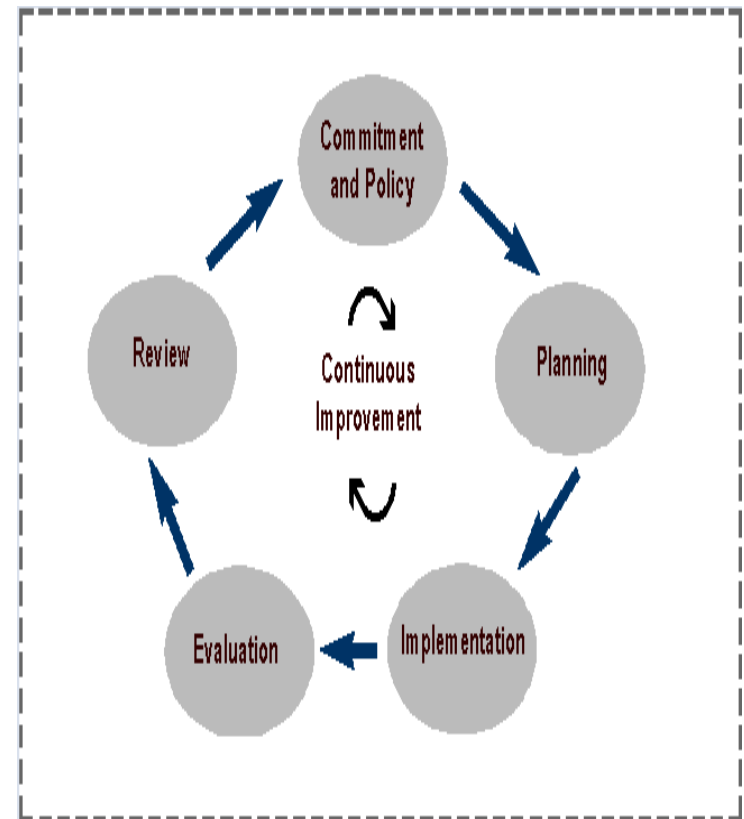 Commitment
and Policy
Planning
Implementation
Evaluation
Review
Continuous
Improvement